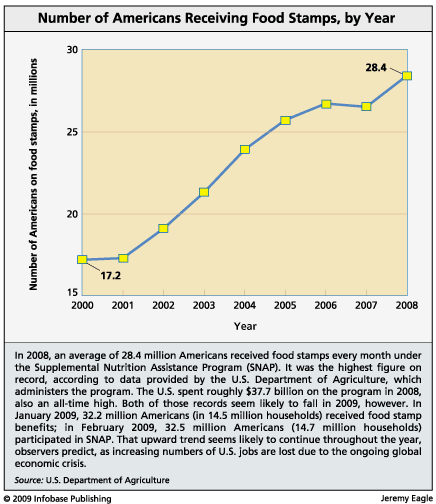 Number of Americans Receiving Food Stamps, by Year
Number of Americans on food stamps, in millions
30
25
20
15
28.4
17.2
2000 2001 2002 2003 2004 2005 2006 2007 2008
Year
In 2008, an average of 28.4 million Americans received food stamps every month under
the Supplemental Nutrition Assistance Program (SNAP). It was the highest figure on
record, according to data provided by the U.S. Department of Agriculture, which
administers the program. The U.S. spent roughly $37.7 billion on the program in 2008,
also an all-time high. Both of those records seem likely to fall in 2009, however. In
January 2009, 32.2 million Americans (in 14.5 million households) received food stamp
benefits; in February 2009, 32.5 million Americans (14.7 million households)
participated in SNAP. That upward trend seems likely to continue throughout the year,
observers predict, as increasing numbers of U.S. jobs are lost due to the ongoing global
economic crisis.
Source: U.S. Department of Agriculture
© 2009 Infobase Publishing Jeremy Eagle